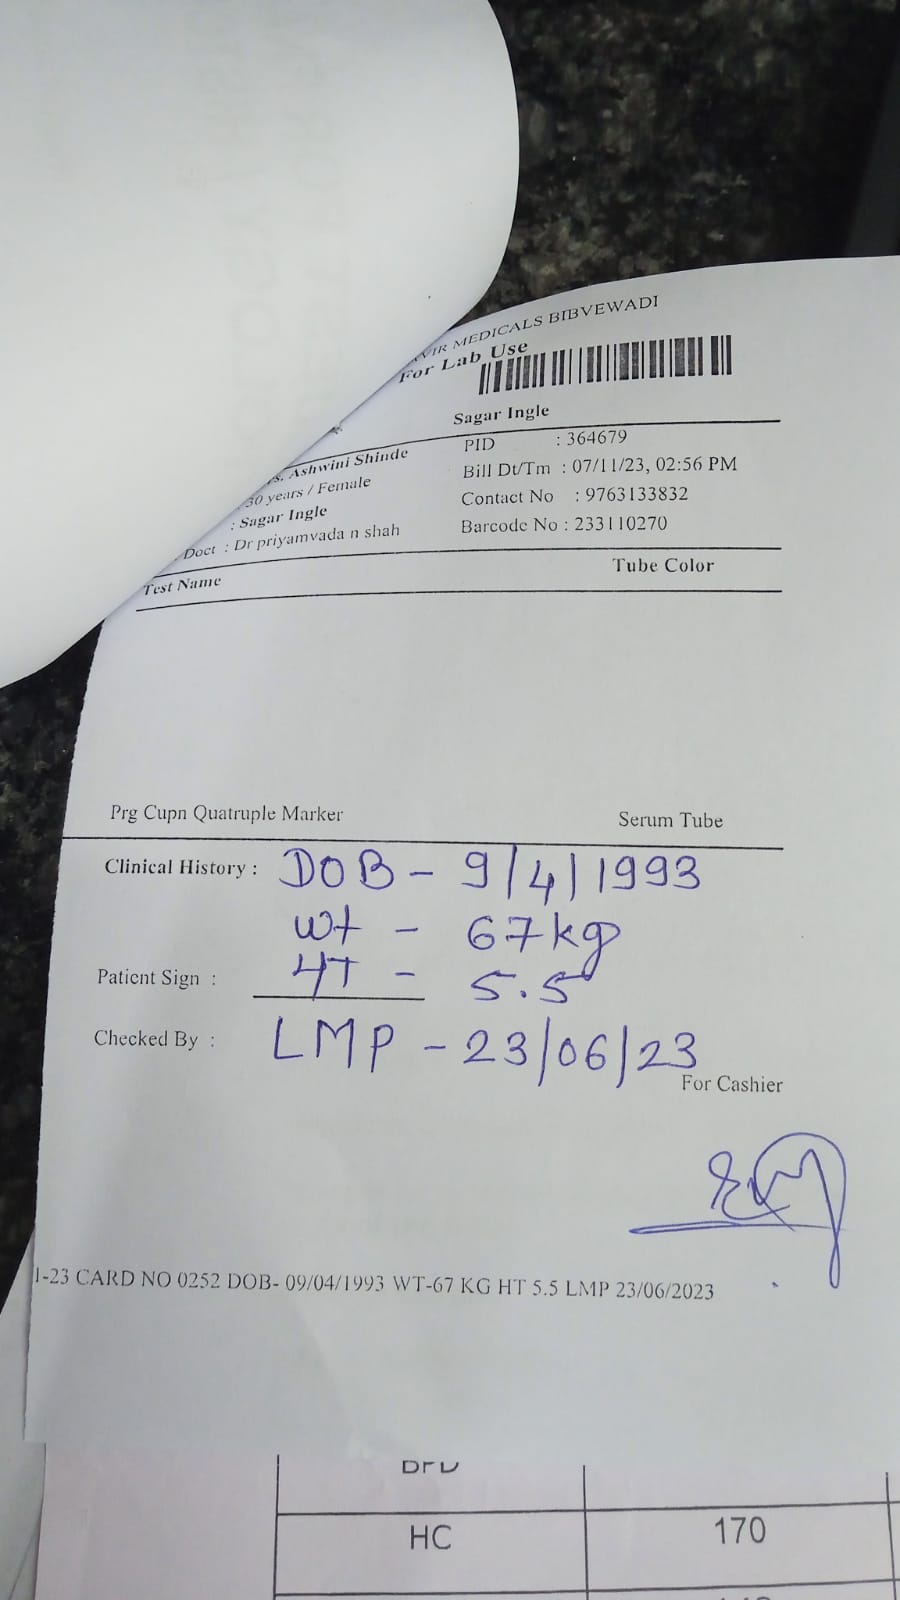 MEDICALS BIBVEWADI
For Lab Use
Sagar Ingle
PID : 364679
Bill Dt/Tm : 07/11/23, 02:56 PM
Contact No : 9763133832
Barcode No : 233110270
Ashwini Shinde
30 years / Female
: Sagar Ingle
Doct : Dr priyamvada n shah
Test Name Tube Color
Prg Cupn Quatruple Marker Serum Tube
Clinical History : DOB - 9/4/1993
wt - 67kg
Patient Sign : HT - 5.5
Checked By : LMP - 23/06/23
For Cashier
1-23 CARD NO 0252 DOB- 09/04/1993 WT-67 KG HT 5.5 LMP 23/06/2023
HC 170